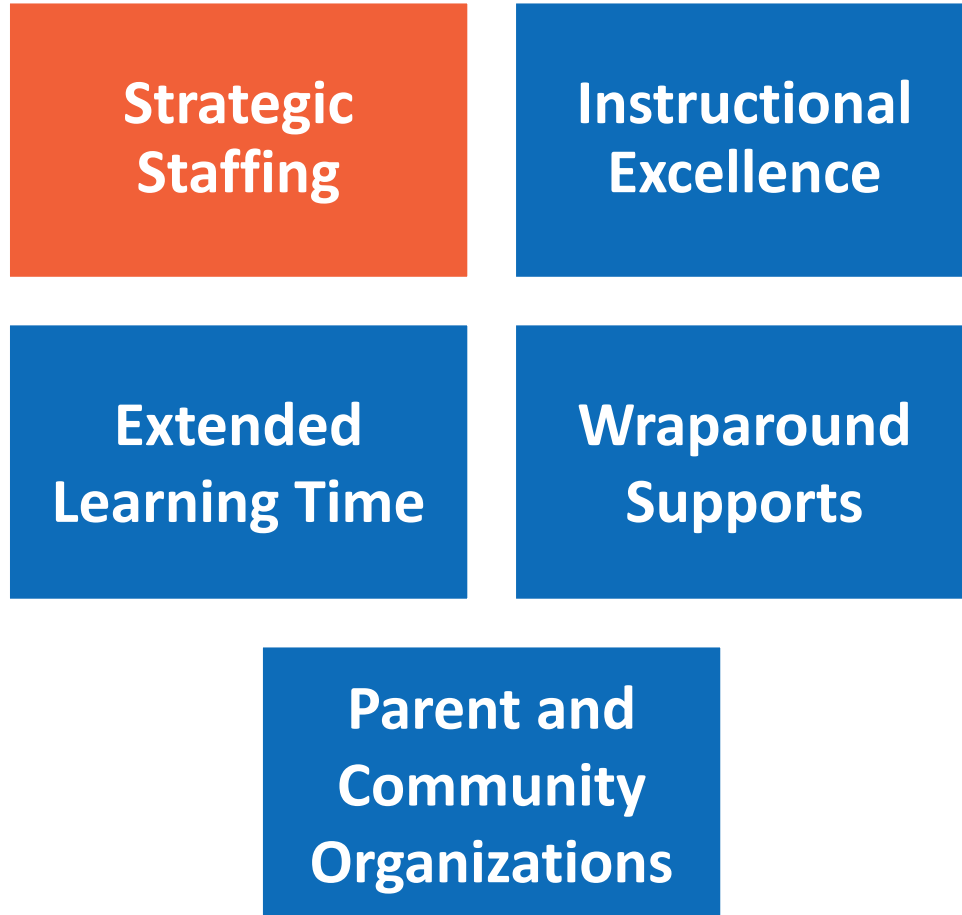 Strategic
Staffing
Instructional
Excellence
Extended
Learning Time
Wraparound
Supports
Parent and
Community
Organizations